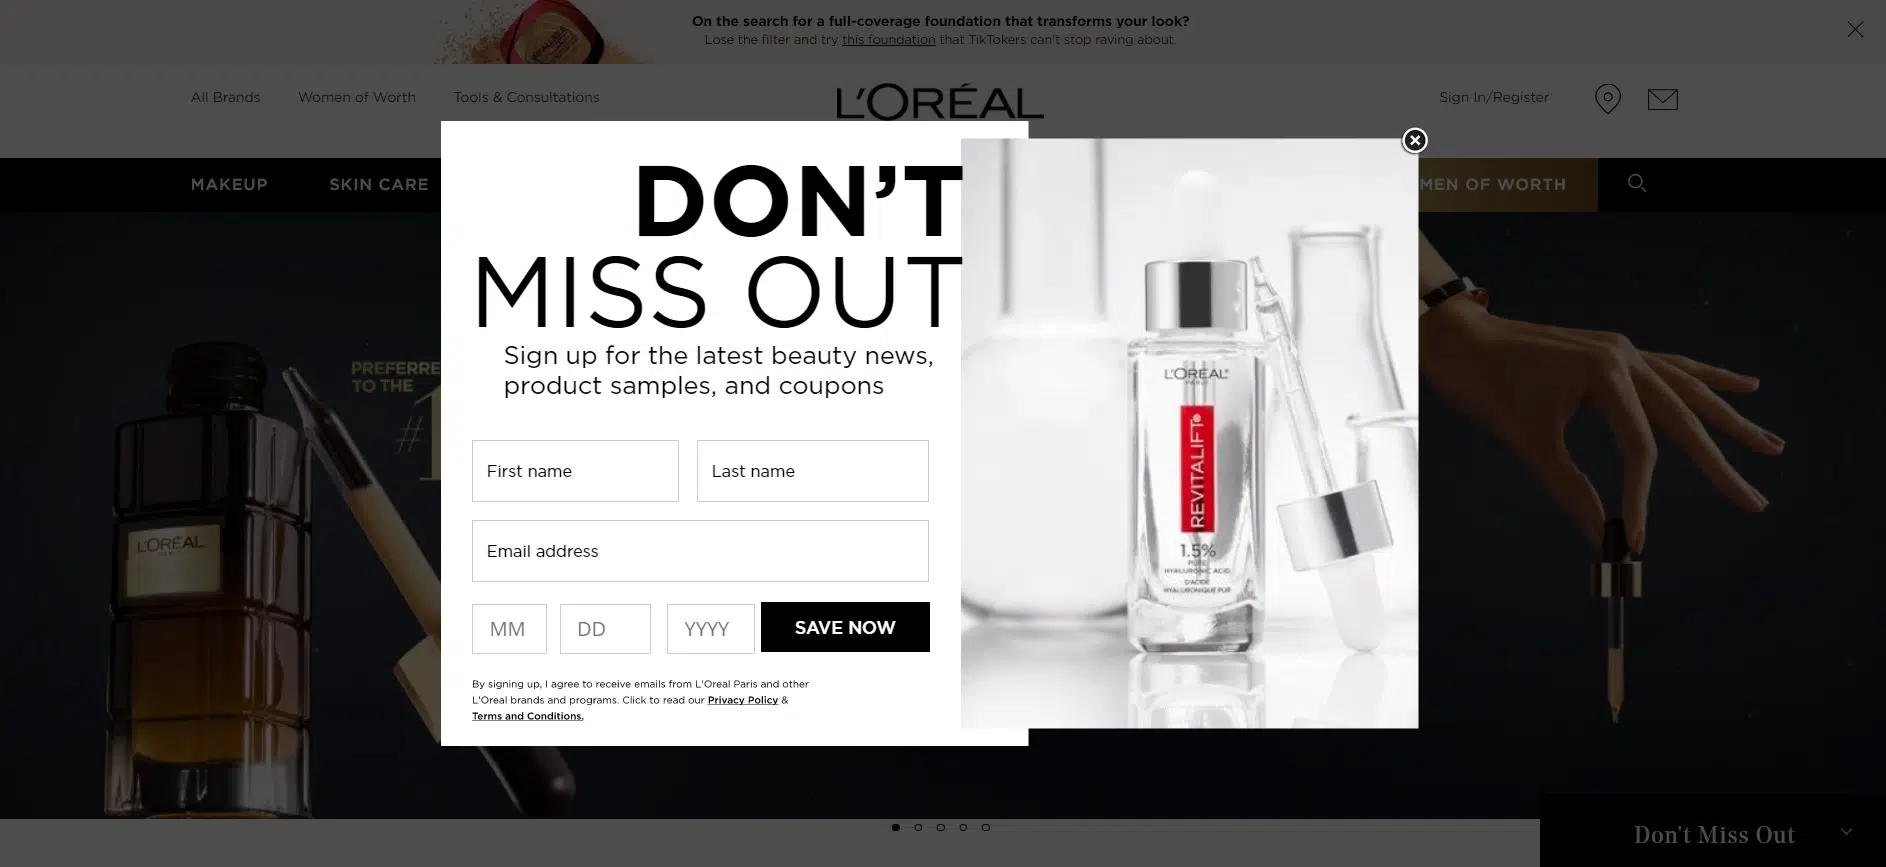 On the search for a full-coverage foundation that transforms your look?
Lose the filter and try this foundation that TikTokers can't stop raving about.
All Brands
Women of Worth
Tools & Consultations
L'ORÉAL
Sign In/Register
MAKEUP
SKIN CARE
MEN OF WORTH
DON'T
MISS OUT
Sign up for the latest beauty news,
product samples, and coupons
First name
Last name
Email address
MM
DD
YYYY
SAVE NOW
By signing up, I agree to receive emails from L'Oreal Paris and other
L'Oreal brands and programs. Click to read our Privacy Policy &
Terms and Conditions.
L'ORÉAL
PARIS
REVITALIFT®
1.5%
PURE
HYALURONIC ACID
D'ACIDE
HYALURONIQUE PUR
PREFERRE
TO THE
#1
L'ORÉAL
Don't Miss Out